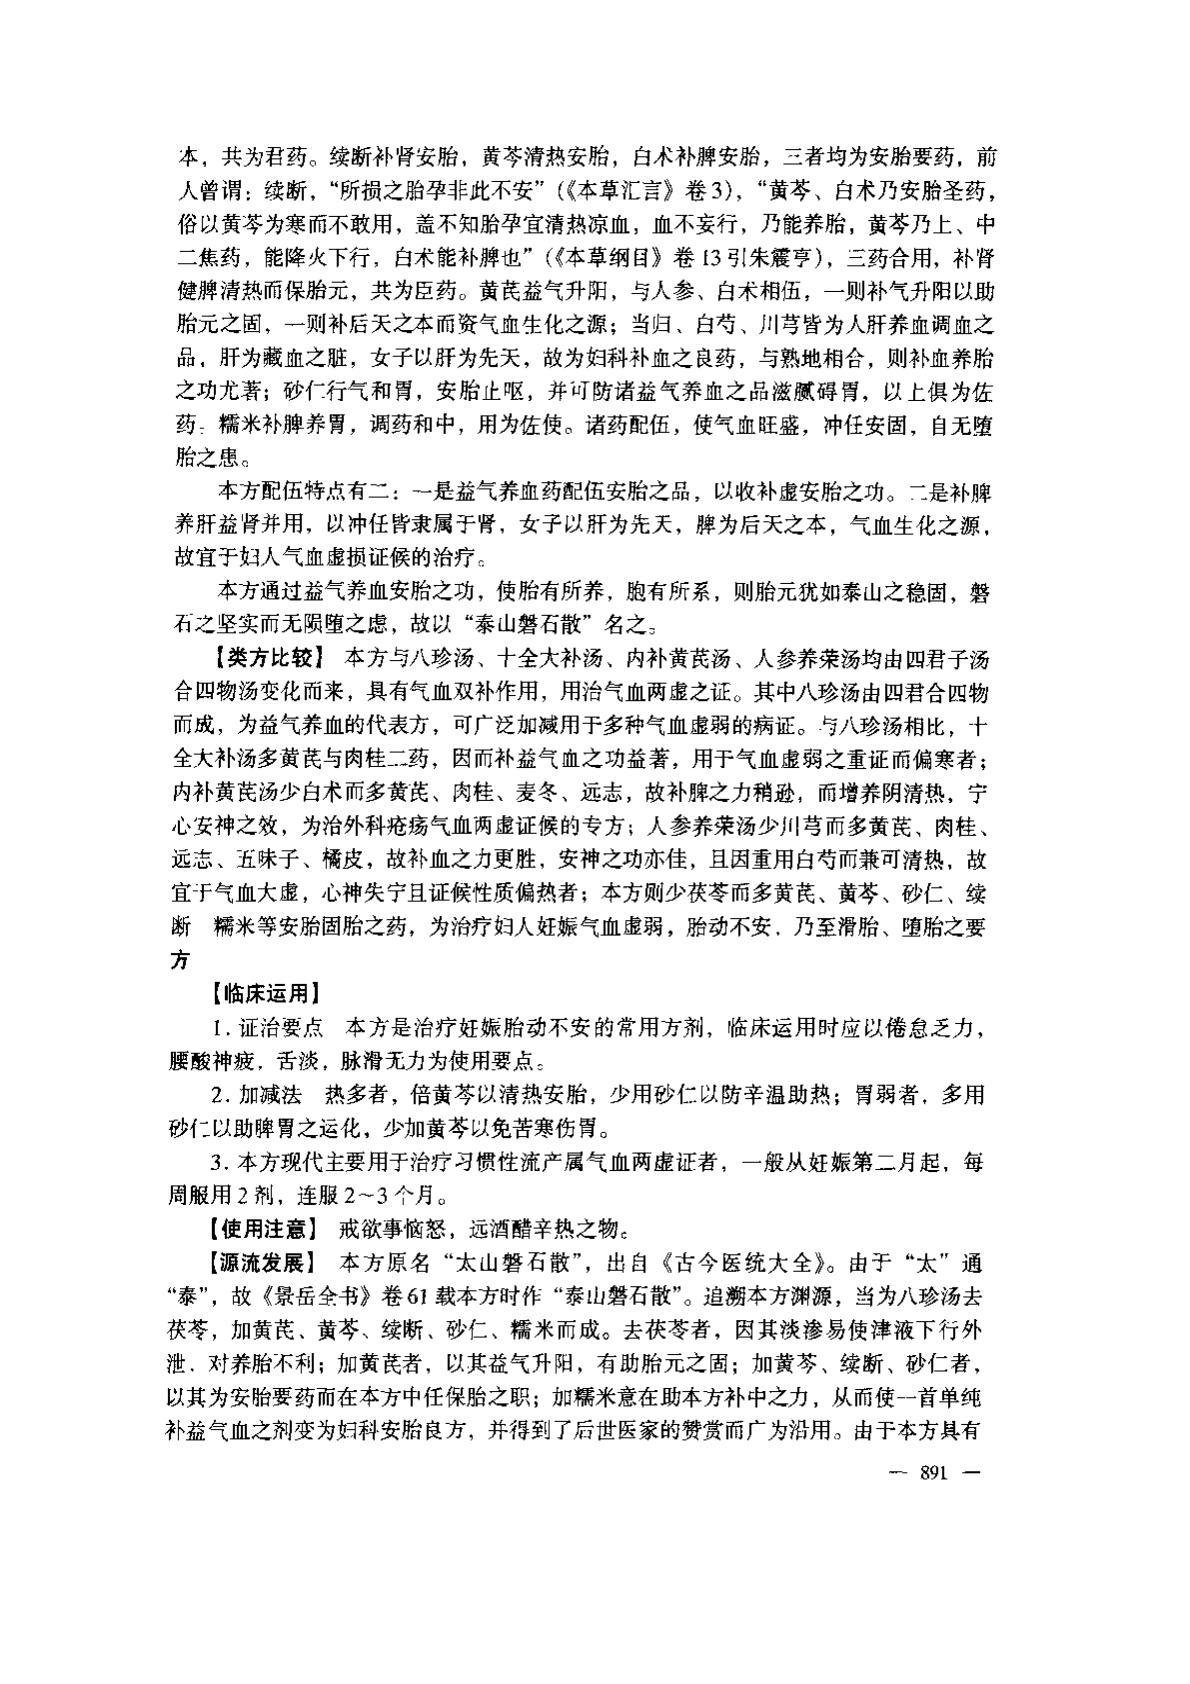 本，共为君药。续断补肾安胎，黄芩清热安胎，白术补脾安胎，三者均为安胎要药，前
人曾谓：续断，“所损之胎孕非此不安”（《本草汇言》卷3），“黄芩、白术乃安胎圣药，
俗以黄芩为寒而不敢用，盖不知胎孕宜清热凉血，血不妄行，乃能养胎，黄芩乃上、中
二焦药，能降火下行，白术能补脾也”（《本草纲目》卷13引朱震亨），三药合用，补肾
健脾清热而保胎元，共为臣药。黄芪益气升阳，与人参、白术相伍，一则补气升阳以助
胎元之固，一则补后天之本而资气血生化之源；当归、白芍、川芎皆为人肝养血调血之
品，肝为藏血之脏，女子以肝为先天，故为妇科补血之良药，与熟地相合，则补血养胎
之功尤著；砂仁行气和胃，安胎止呕，并可防诸益气养血之品滋腻碍胃，以上俱为佐
药。糯米补脾养胃，调药和中，用为佐使。诸药配伍，使气血旺盛，冲任安固，自无堕
胎之患。
本方配伍特点有二：一是益气养血药配伍安胎之品，以收补虚安胎之功。二是补脾
养肝益肾并用，以冲任皆隶属于肾，女子以肝为先天，脾为后天之本，气血生化之源，
故宜于妇人气血虚损证候的治疗。
本方通过益气养血安胎之功，使胎有所养，胞有所系，则胎元犹如泰山之稳固，磐
石之坚实而无陨堕之虑，故以“泰山磐石散”名之。
【类方比较】 本方与八珍汤、十全大补汤、内补黄芪汤、人参养荣汤均由四君子汤
合四物汤变化而来，具有气血双补作用，用治气血两虚之证。其中八珍汤由四君合四物
而成，为益气养血的代表方，可广泛加减用于多种气血虚弱的病证。与八珍汤相比，十
全大补汤多黄芪与肉桂二药，因而补益气血之功益著，用于气血虚弱之重证而偏寒者；
内补黄芪汤少白术而多黄芪、肉桂、麦冬、远志，故补脾之力稍逊，而增养阴清热，宁
心安神之效，为治外科疮疡气血两虚证候的专方；人参养荣汤少川芎而多黄芪、肉桂、
远志、五味子、橘皮，故补血之力更胜，安神之功亦佳，且因重用白芍而兼可清热，故
宜于气血大虚，心神失宁且证候性质偏热者；本方则少茯苓而多黄芪、黄芩、砂仁、续
断 糯米等安胎固胎之药，为治疗妇人妊娠气血虚弱，胎动不安，乃至滑胎、堕胎之要
方
【临床运用】
1. 证治要点 本方是治疗妊娠胎动不安的常用方剂，临床运用时应以倦怠乏力，
腰酸神疲，舌淡，脉滑无力为使用要点。
2. 加减法 热多者，倍黄芩以清热安胎，少用砂仁以防辛温助热；胃弱者，多用
砂仁以助脾胃之运化，少加黄芩以免苦寒伤胃。
3. 本方现代主要用于治疗习惯性流产属气血两虚证者，一般从妊娠第二月起，每
周服用2剂，连服2~3个月。
【使用注意】 戒欲事恼怒，远酒醋辛热之物。
【源流发展】 本方原名“太山磐石散”，出自《古今医统大全》。由于“太”通
“泰”，故《景岳全书》卷61载本方时作“泰山磐石散”。追溯本方渊源，当为八珍汤去
茯苓，加黄芪、黄芩、续断、砂仁、糯米而成。去茯苓者，因其淡渗易使津液下行外
泄，对养胎不利；加黄芪者，以其益气升阳，有助胎元之固；加黄芩、续断、砂仁者，
以其为安胎要药而在本方中任保胎之职；加糯米意在助本方补中之力，从而使一首单纯
补益气血之剂变为妇科安胎良方，并得到了后世医家的赞赏而广为沿用。由于本方具有
— 891 —